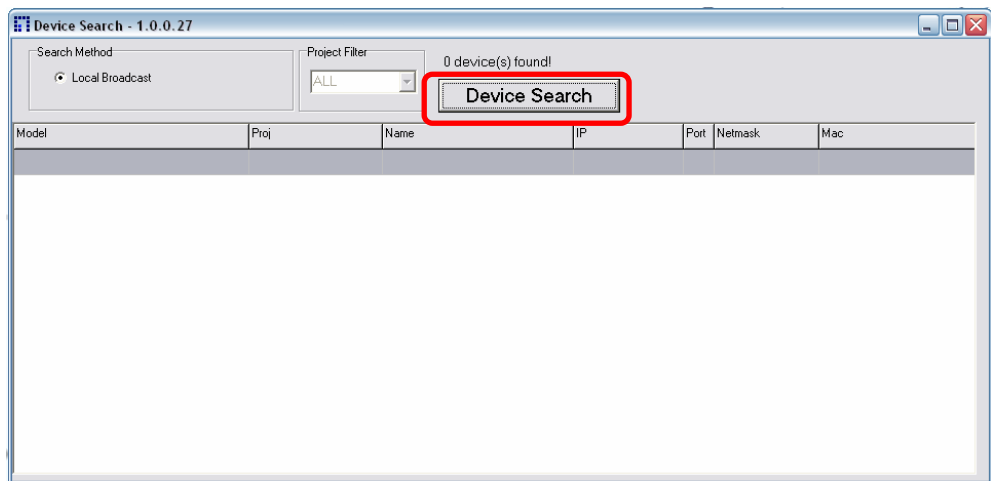 Device Search - 1.0.0.27
Search Method
Local Broadcast
Project Filter
ALL
0 device(s) found!
Device Search
Model Proj Name IP Port Netmask Mac